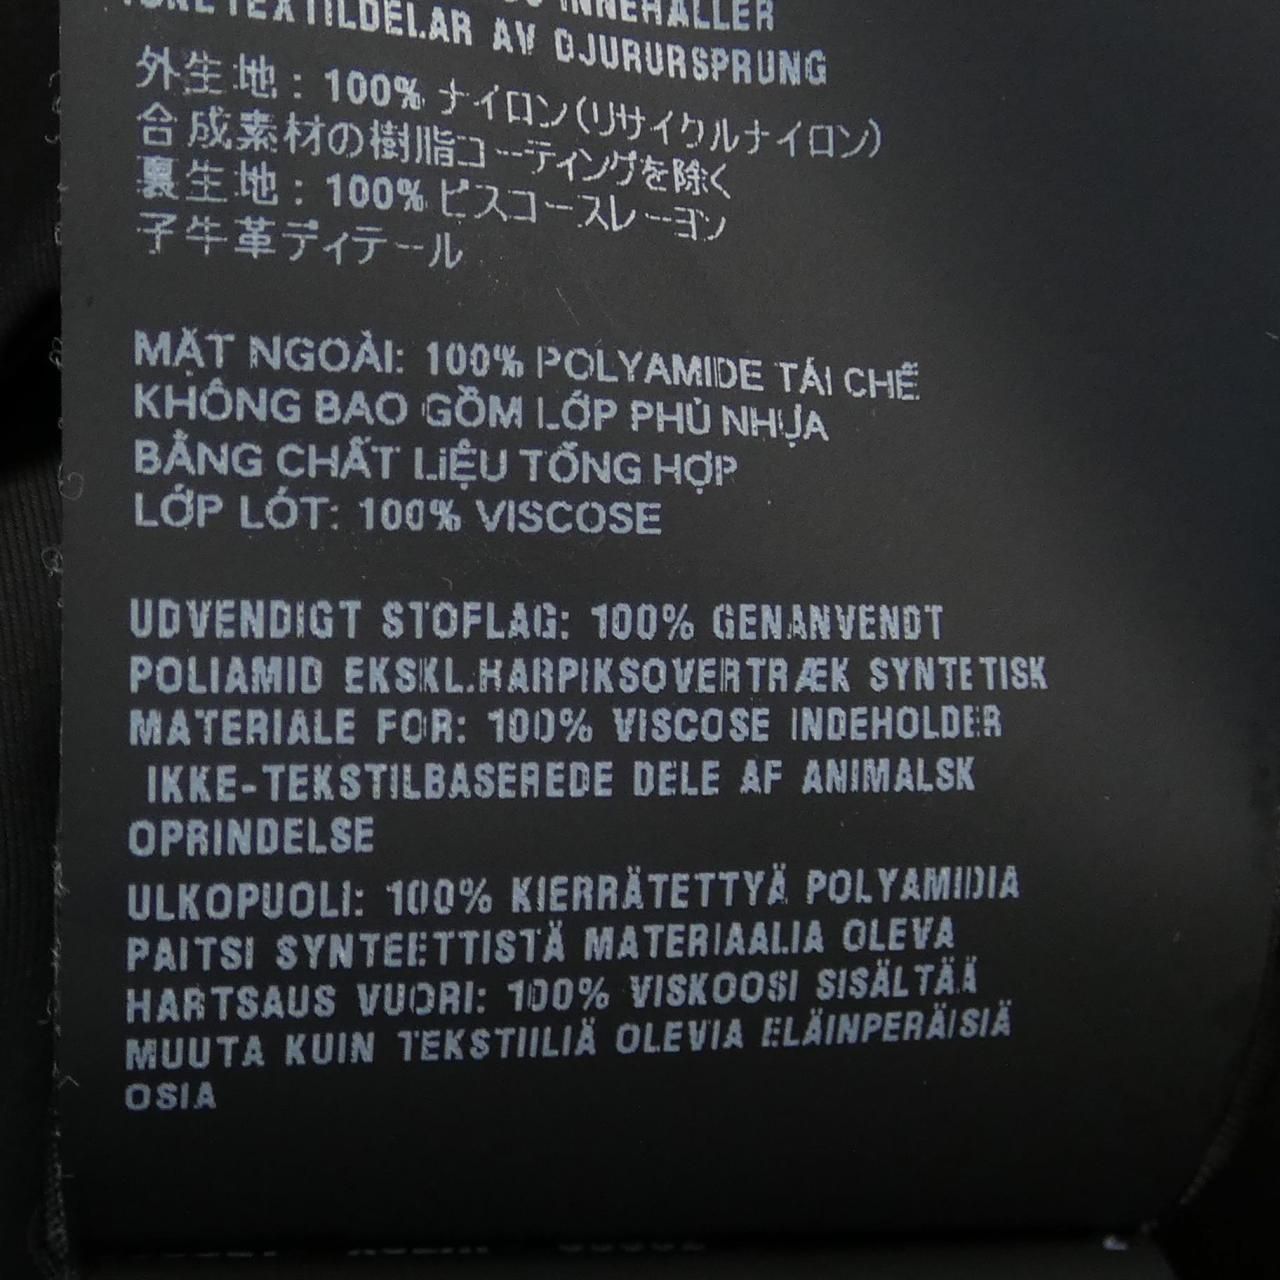 INNEHÅLLER
AV DJURURSPRUNG
外生地：100% ナイロン(リサイクルナイロン)
合成素材の樹脂コーティングを除く
裏生地：100% ビスコースレーヨン
子牛革ディテール
MẶT NGOÀI: 100% POLYAMIDE TÁI CHẾ
KHÔNG BAO GỒM LỚP PHỦ NHỰA
BẰNG CHẤT LIỆU TỔNG HỢP
LỚP LÓT: 100% VISCOSE
UDVENDIGT STOFLAG: 100% GENANVENDT
POLIAMID EKSKL.HARPIKSOVERTRÆK SYNTETISK
MATERIALE FOR: 100% VISCOSE INDEHOLDER
IKKE-TEKSTILBASEREDE DELE AF ANIMALSK
OPRINDELSE
ULKOPUOLI: 100% KIERRÄTETTYÄ POLYAMIDIA
PAITSI SYNTEETTISTÄ MATERIAALIA OLEVA
HARTSAUS VUORI: 100% VISKOOSI SISÄLTÄÄ
MUUTA KUIN TEKSTIILIÄ OLEVIA ELÄINPERÄISIÄ
OSIA